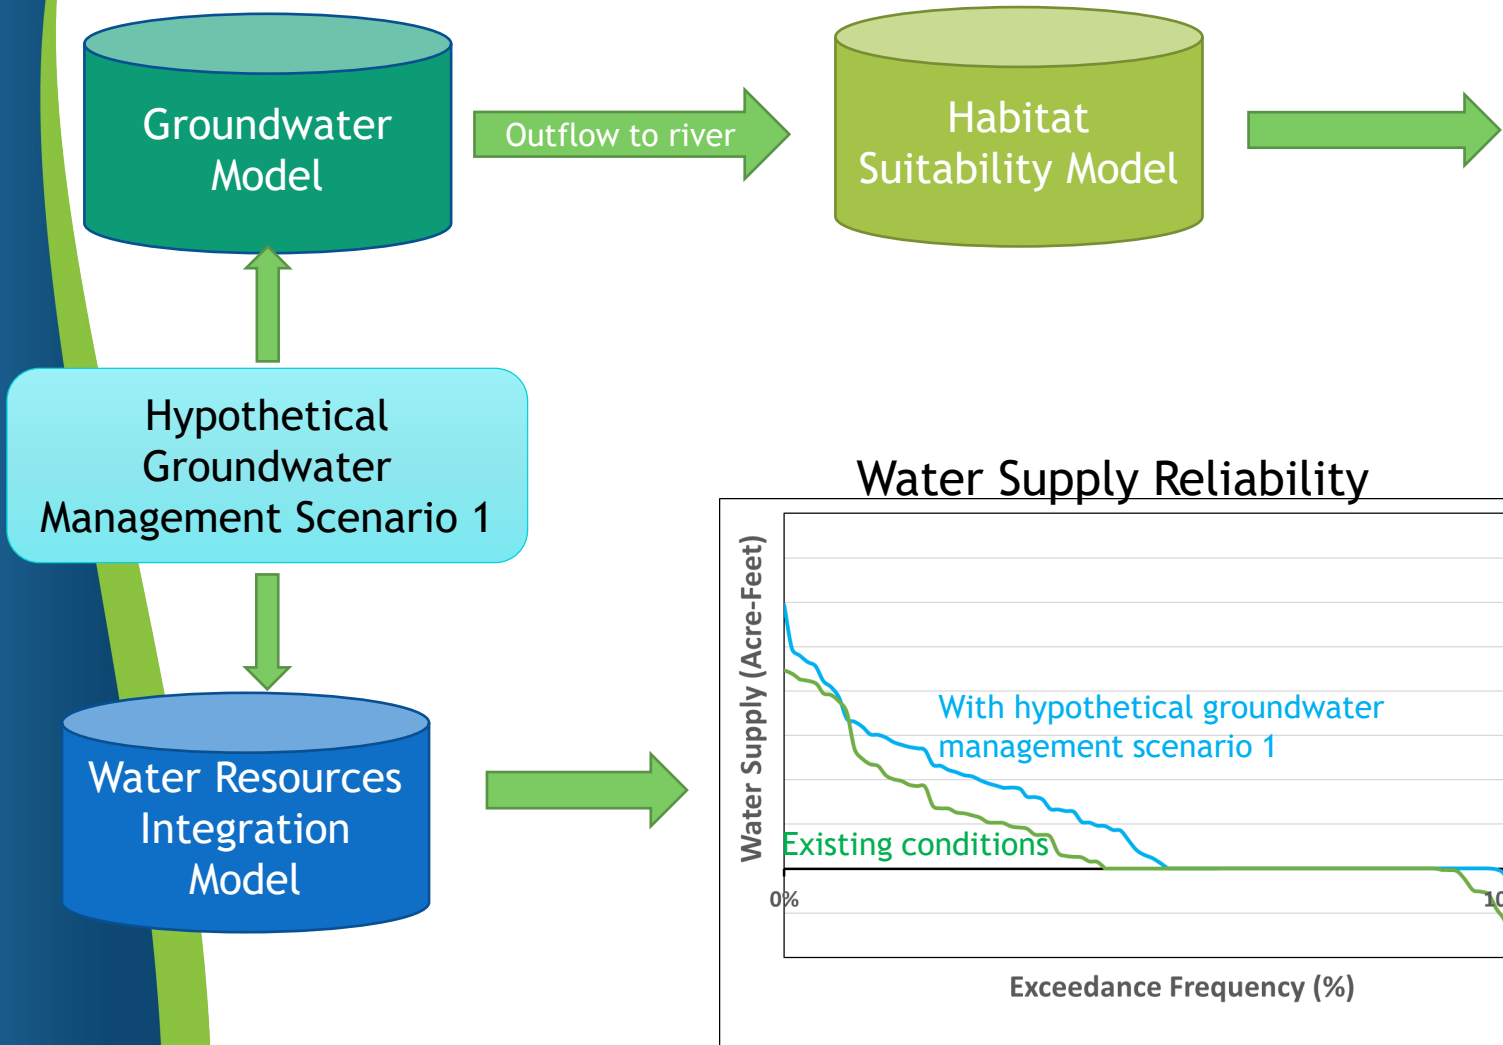 Groundwater
Model
Outflow to river
Habitat
Suitability Model
Hypothetical
Groundwater
Management Scenario 1
Water Resources
Integration
Model
Water Supply Reliability
Water Supply (Acre-Feet)
With hypothetical groundwater
management scenario 1
Existing conditions
0%
Exceedance Frequency (%)